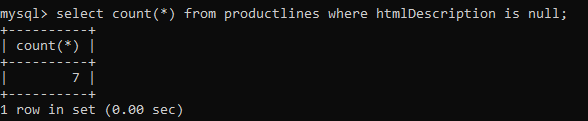 mysql> select count(*) from productlines where htmlDescription is null;
+----------+
| count(*) |
+----------+
|        7 |
+----------+
1 row in set (0.00 sec)